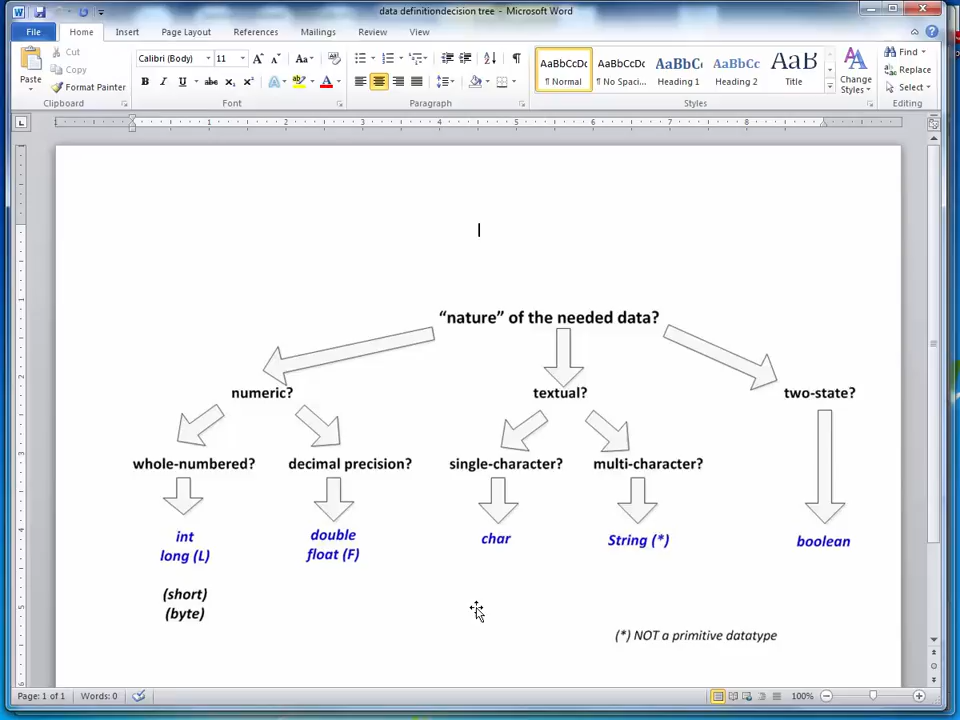 data definitiondecision tree - Microsoft Word
File Home Insert Page Layout References Mailings Review View
Paste
Cut
Copy
Format Painter
Clipboard
Calibri (Body) 11
Font
Paragraph
AaBbCcDc AaBbCcDc AaBbC AaBbCc AaB
¶ Normal ¶ No Spaci... Heading 1 Heading 2 Title
Change Styles
Styles
Find
Replace
Select
Editing
“nature” of the needed data?
numeric? textual? two-state?
whole-numbered? decimal precision? single-character? multi-character?
int double char String (*) boolean
long (L) float (F)
(short)
(byte)
(*) NOT a primitive datatype
Page: 1 of 1 Words: 0 100%